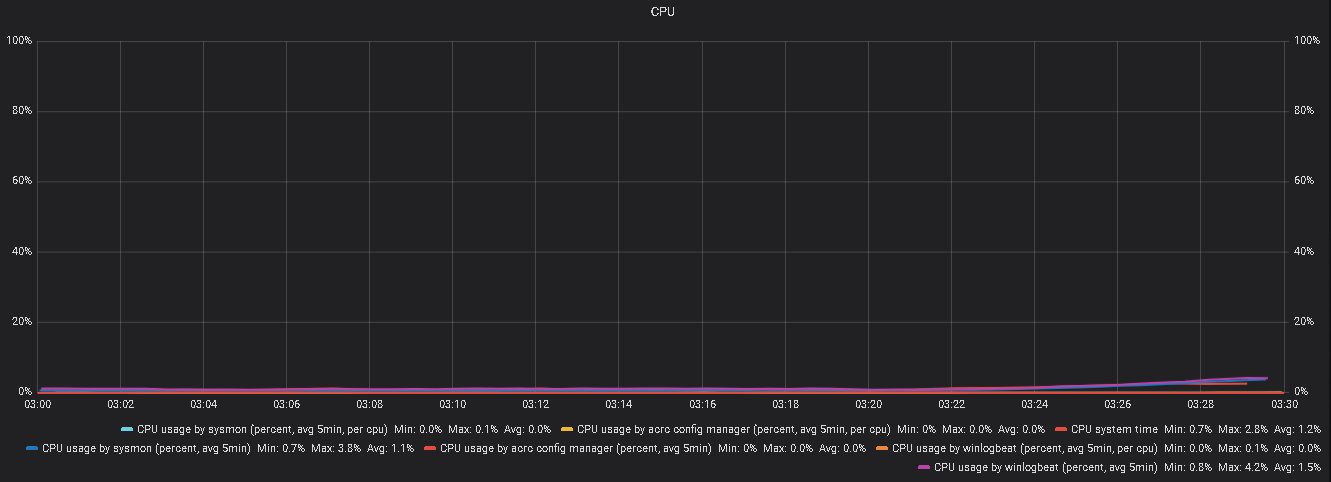 CPU
100% 100%
80% 80%
60% 60%
40% 40%
20% 20%
0% 0%
03:00 03:02 03:04 03:06 03:08 03:10 03:12 03:14 03:16 03:18 03:20 03:22 03:24 03:26 03:28 03:30
CPU usage by sysmon (percent, avg 5min, per cpu) Min: 0.0% Max: 0.1% Avg: 0.0% CPU usage by acrc config manager (percent, avg 5min, per cpu) Min: 0% Max: 0.0% Avg: 0.0% CPU system time Min: 0.7% Max: 2.8% Avg: 1.2%
CPU usage by sysmon (percent, avg 5min) Min: 0.7% Max: 3.8% Avg: 1.1% CPU usage by acrc config manager (percent, avg 5min) Min: 0% Max: 0.0% Avg: 0.0% CPU usage by winlogbeat (percent, avg 5min, per cpu) Min: 0.0% Max: 0.1% Avg: 0.0%
CPU usage by winlogbeat (percent, avg 5min) Min: 0.8% Max: 4.2% Avg: 1.5%